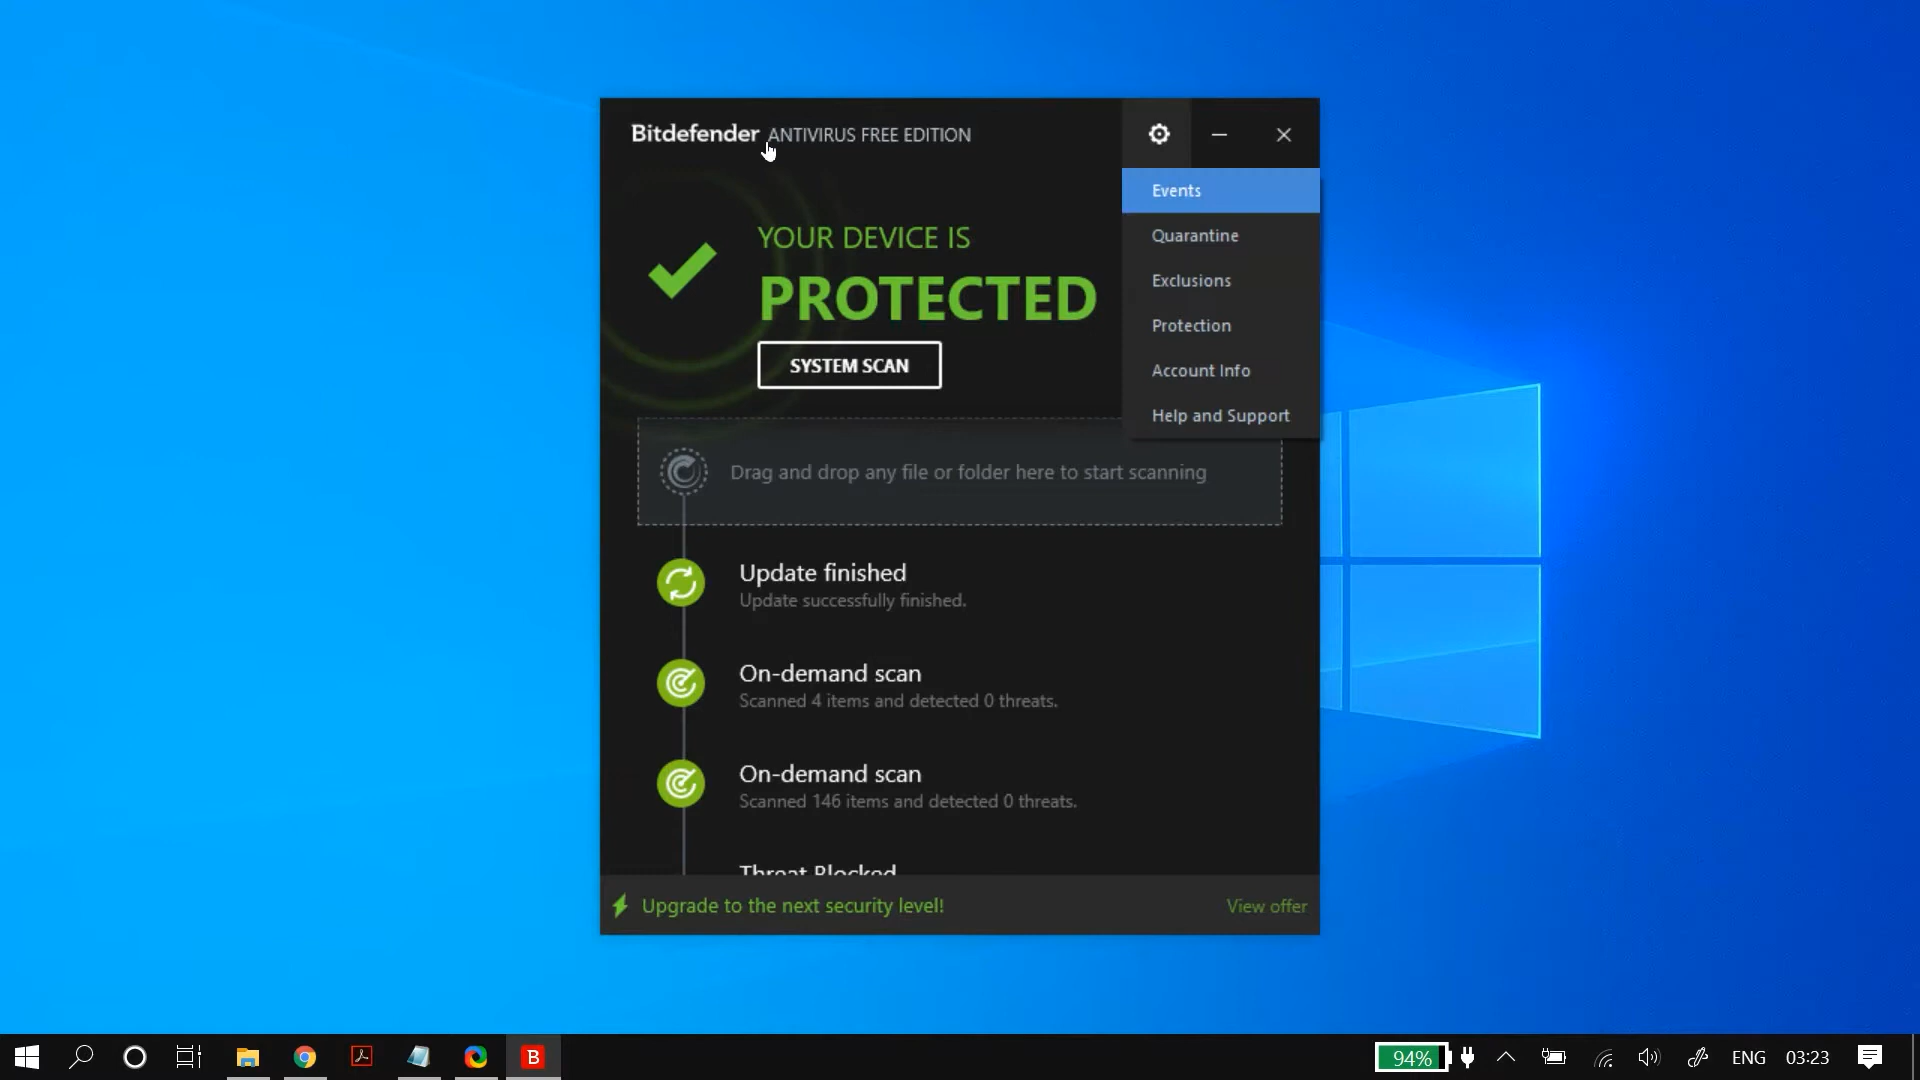 Bitdefender ANTIVIRUS FREE EDITION
Events
Quarantine
Exclusions
Protection
Account Info
Help and Support
YOUR DEVICE IS
PROTECTED
SYSTEM SCAN
Drag and drop any file or folder here to start scanning
Update finished
Update successfully finished.
On-demand scan
Scanned 4 items and detected 0 threats.
On-demand scan
Scanned 146 items and detected 0 threats.
Threat Blocked
Upgrade to the next security level!
View offer
B
94%
ENG
03:23